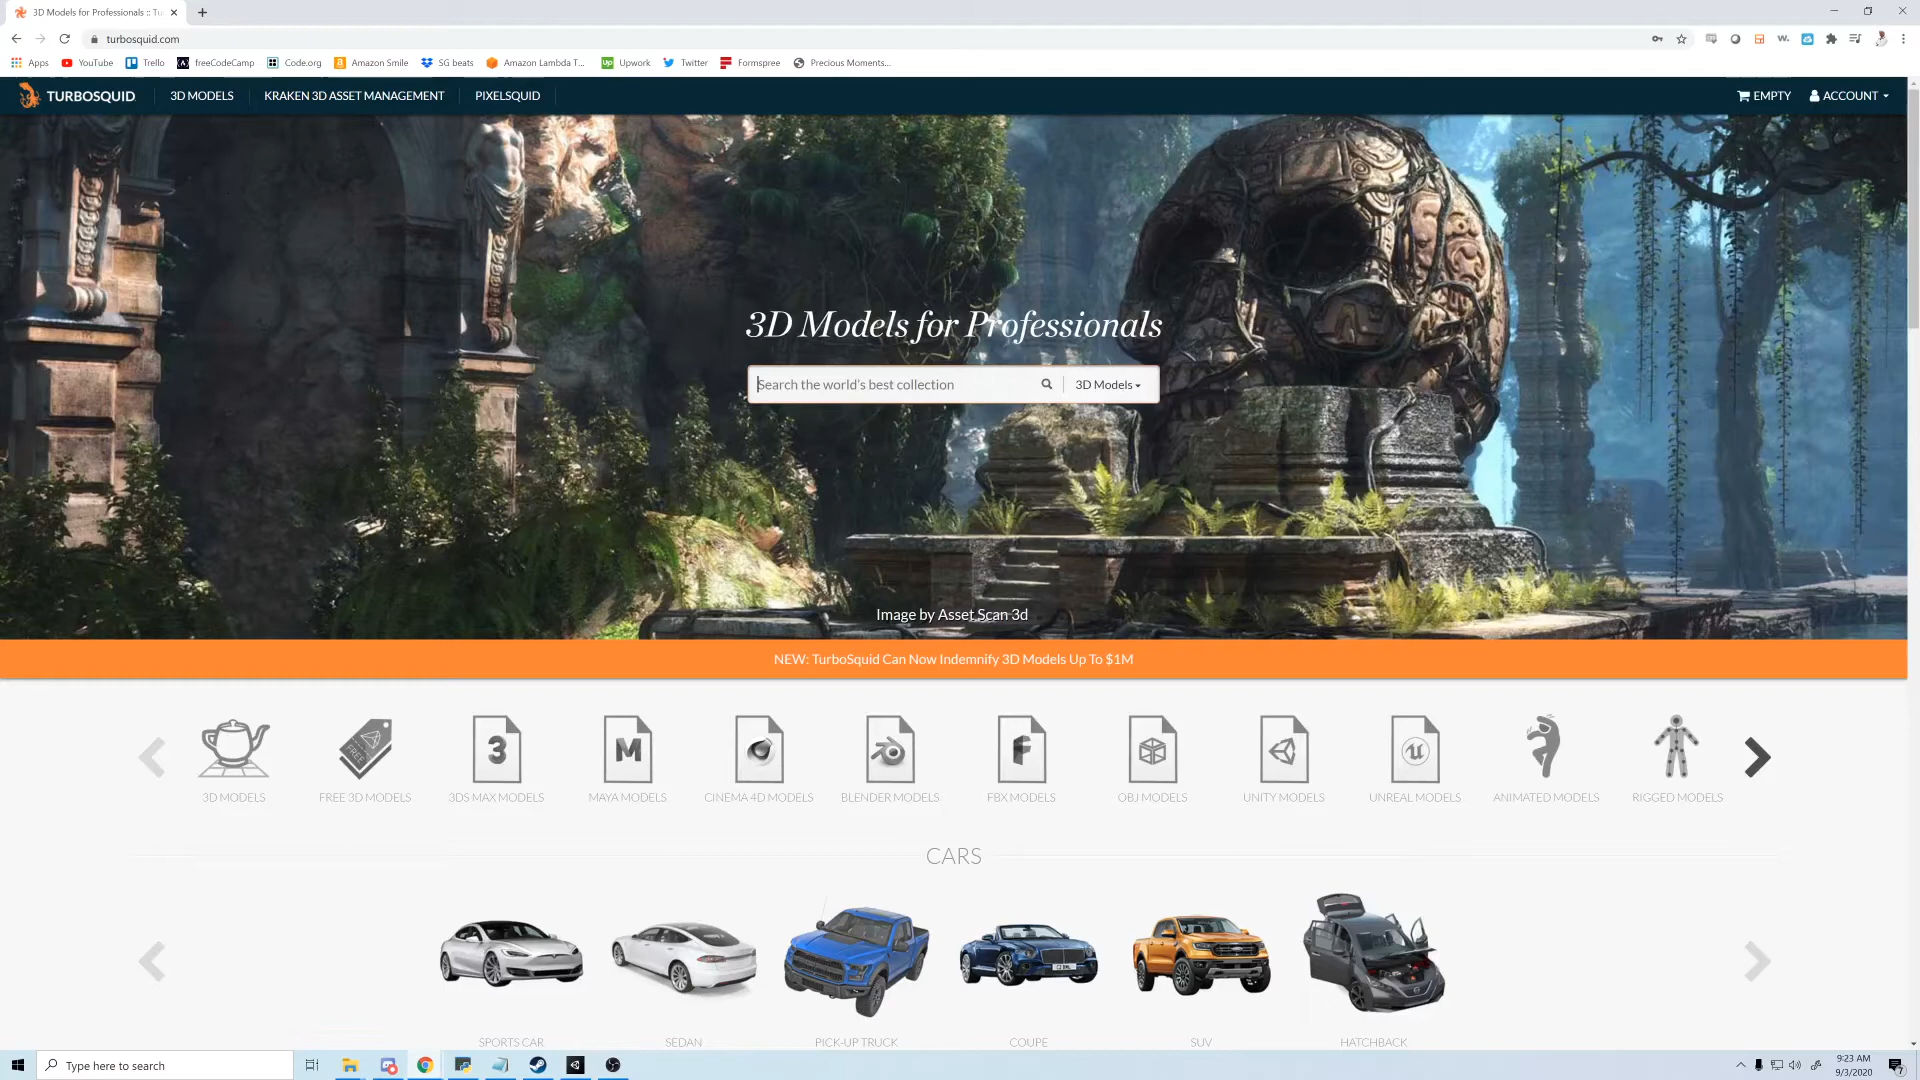 3D Models for Professionals :: Tu
turbosquid.com
Apps YouTube Trello freeCodeCamp Code.org Amazon Smile SG beats Amazon Lambda T... Upwork Twitter Formspree Precious Moments...
TURBOSQUID 3D MODELS KRAKEN 3D ASSET MANAGEMENT PIXELSQUID EMPTY ACCOUNT
3D Models for Professionals
Search the world's best collection 3D Models
Image by Asset Scan 3d
NEW: TurboSquid Can Now Indemnify 3D Models Up To $1M
3D MODELS FREE 3D MODELS 3DS MAX MODELS MAYA MODELS CINEMA 4D MODELS BLENDER MODELS FBX MODELS OBJ MODELS UNITY MODELS UNREAL MODELS ANIMATED MODELS RIGGED MODELS
CARS
SPORTS CAR SEDAN PICK-UP TRUCK COUPE SUV HATCHBACK
Type here to search
9:23 AM
9/3/2020